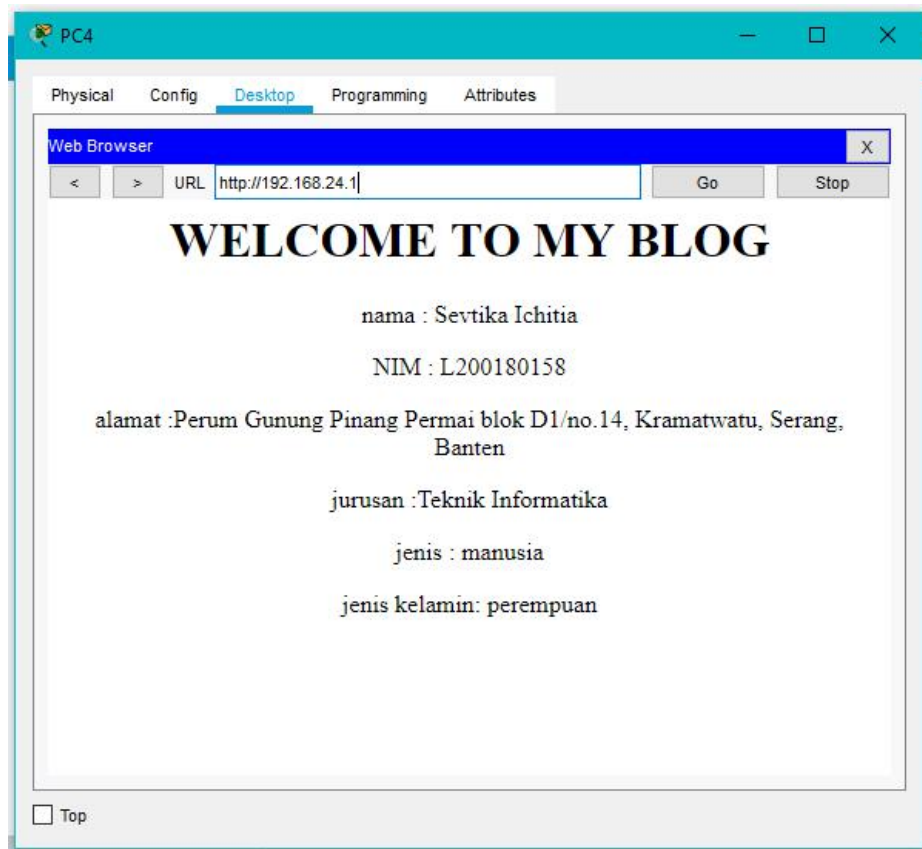 PC4
Physical Config Desktop Programming Attributes
Web Browser X
< > URL http://192.168.24.1 Go Stop
WELCOME TO MY BLOG
nama : Sevtika Ichitia
NIM : L200180158
alamat :Perum Gunung Pinang Permai blok D1/no.14, Kramatwatu, Serang,
Banten
jurusan :Teknik Informatika
jenis : manusia
jenis kelamin: perempuan
Top